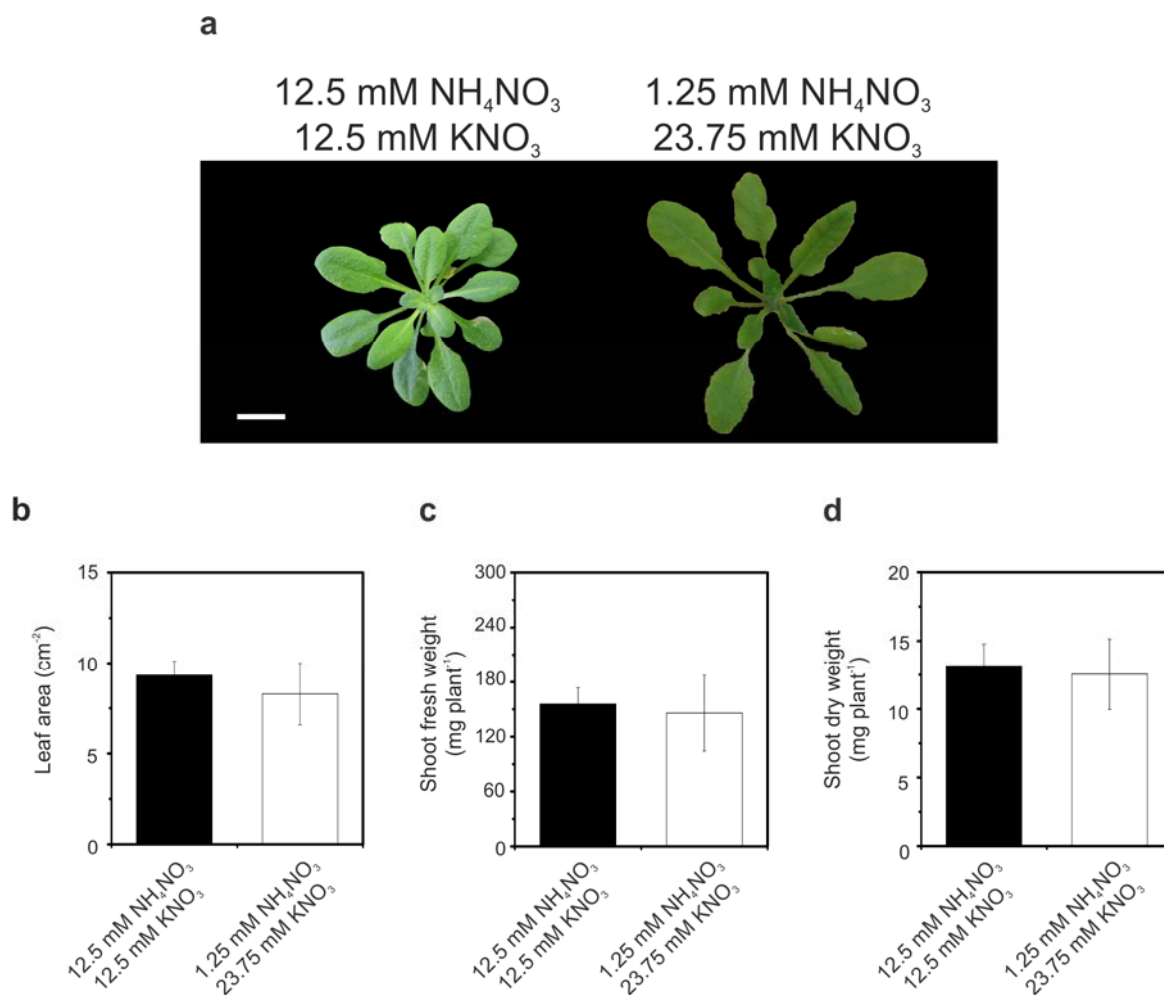 a
12.5 mM NH₄NO₃
12.5 mM KNO₃
1.25 mM NH₄NO₃
23.75 mM KNO₃
b
15
10
5
0
Leaf area (cm⁻²)
12.5 mM NH₄NO₃
12.5 mM KNO₃
1.25 mM NH₄NO₃
23.75 mM KNO₃
c
300
240
180
120
60
0
Shoot fresh weight
(mg plant⁻¹)
12.5 mM NH₄NO₃
12.5 mM KNO₃
1.25 mM NH₄NO₃
23.75 mM KNO₃
d
20
15
10
5
0
Shoot dry weight
(mg plant⁻¹)
12.5 mM NH₄NO₃
12.5 mM KNO₃
1.25 mM NH₄NO₃
23.75 mM KNO₃